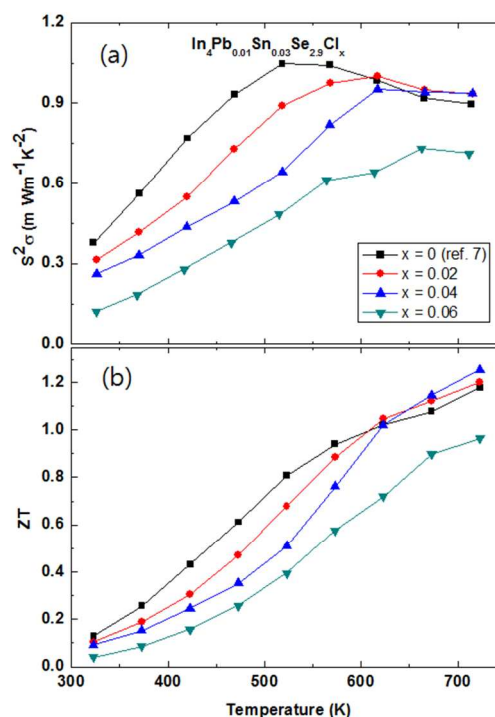 (a)
In₄Pb₀.₀₁Sn₀.₀₃Se₂.₉Clₓ
S²σ (m Wm⁻¹K⁻²)
1.2
0.9
0.6
0.3
0.0
x = 0 (ref. 7)
x = 0.02
x = 0.04
x = 0.06
(b)
ZT
1.2
1.0
0.8
0.6
0.4
0.2
0.0
300 400 500 600 700
Temperature (K)